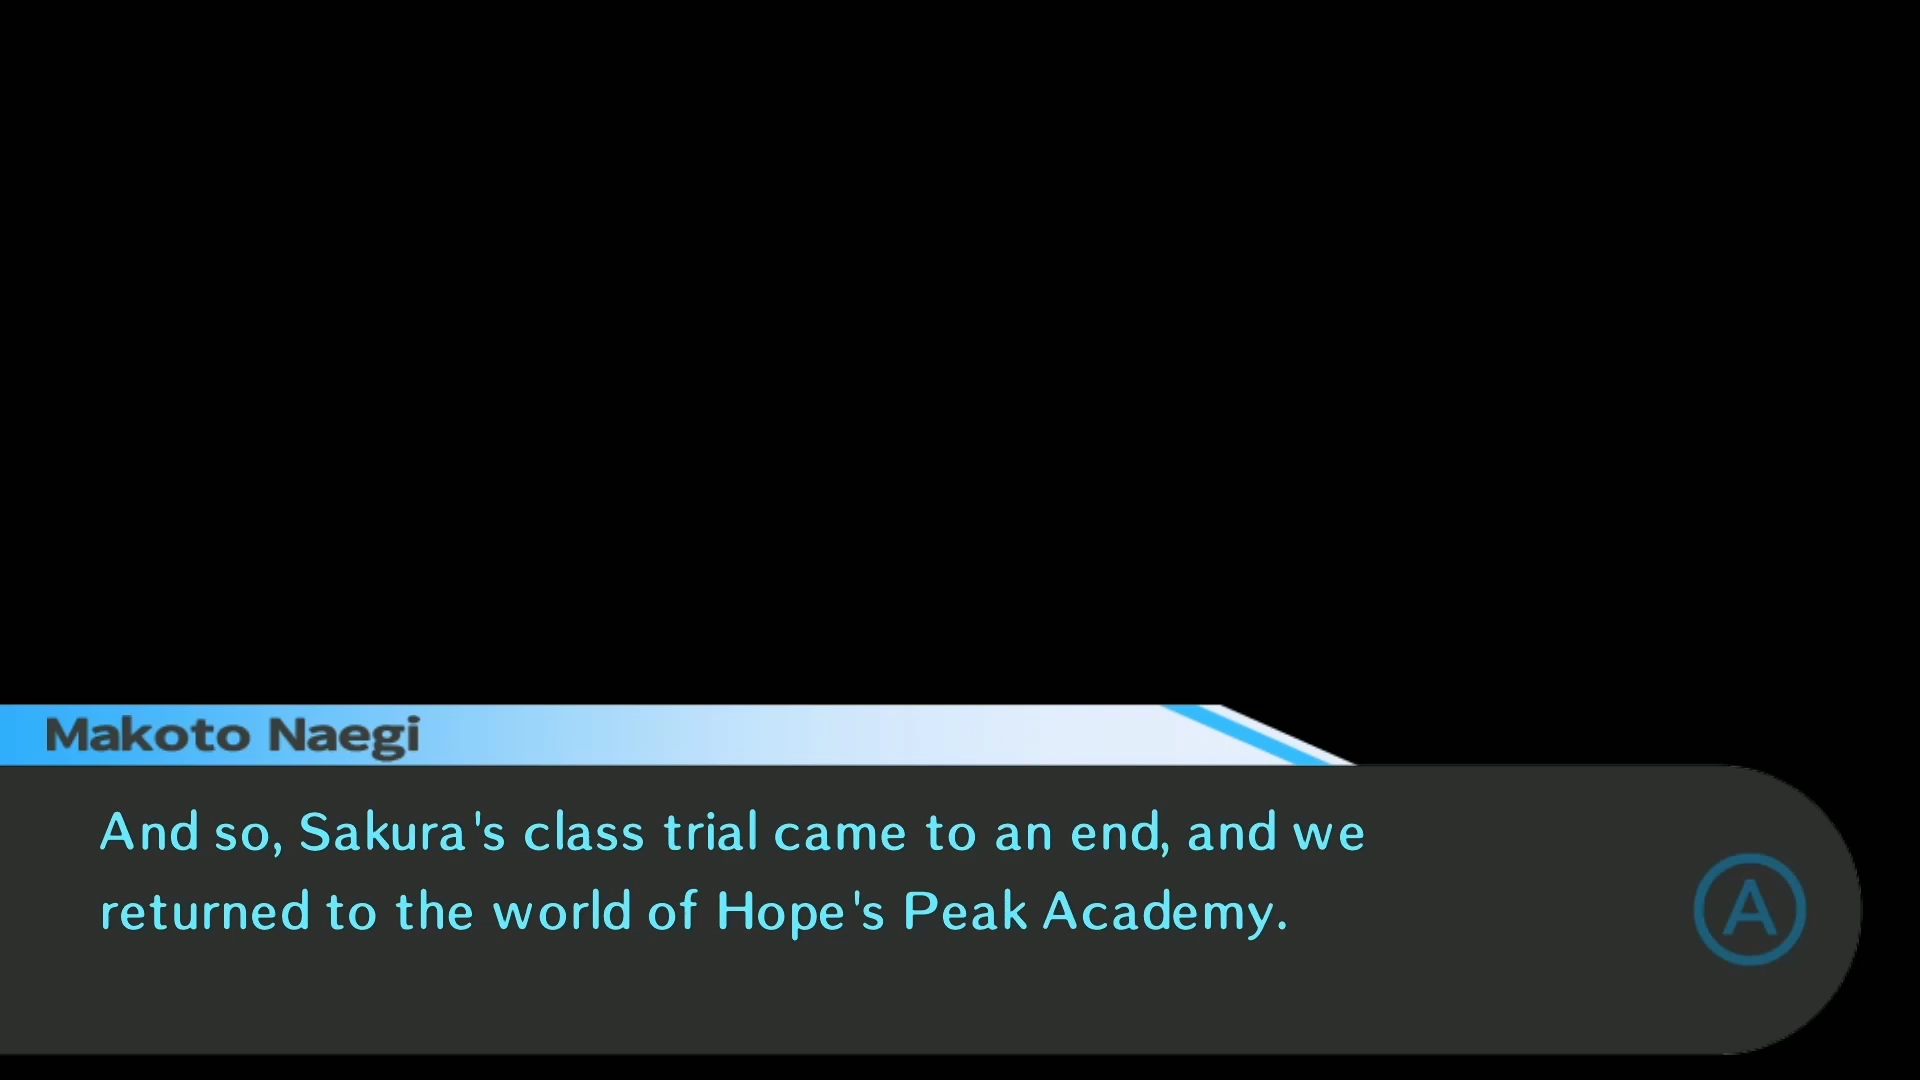 Makoto Naegi
And so, Sakura's class trial came to an end, and we
returned to the world of Hope's Peak Academy.
A